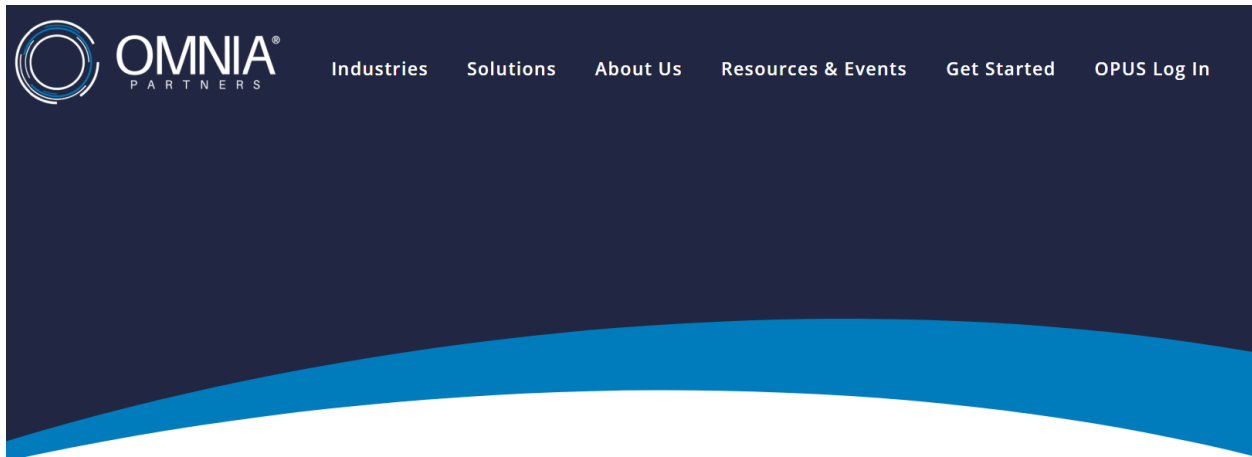 OMNIA®
PARTNERS
Industries Solutions About Us Resources & Events Get Started OPUS Log In